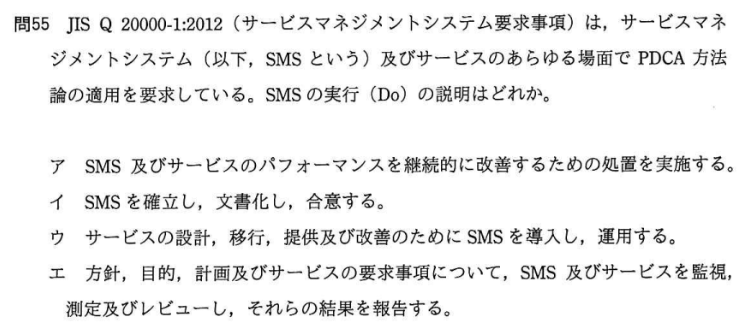 問55 JIS Q 20000-1:2012（サービスマネジメントシステム要求事項）は，サービスマネ
ジメントシステム（以下，SMS という）及びサービスのあらゆる場面で PDCA 方法
論の適用を要求している。SMS の実行（Do）の説明はどれか。
ア SMS 及びサービスのパフォーマンスを継続的に改善するための処置を実施する。
イ SMS を確立し，文書化し，合意する。
ウ サービスの設計，移行，提供及び改善のために SMS を導入し，運用する。
エ 方針，目的，計画及びサービスの要求事項について，SMS 及びサービスを監視，
測定及びレビューし，それらの結果を報告する。